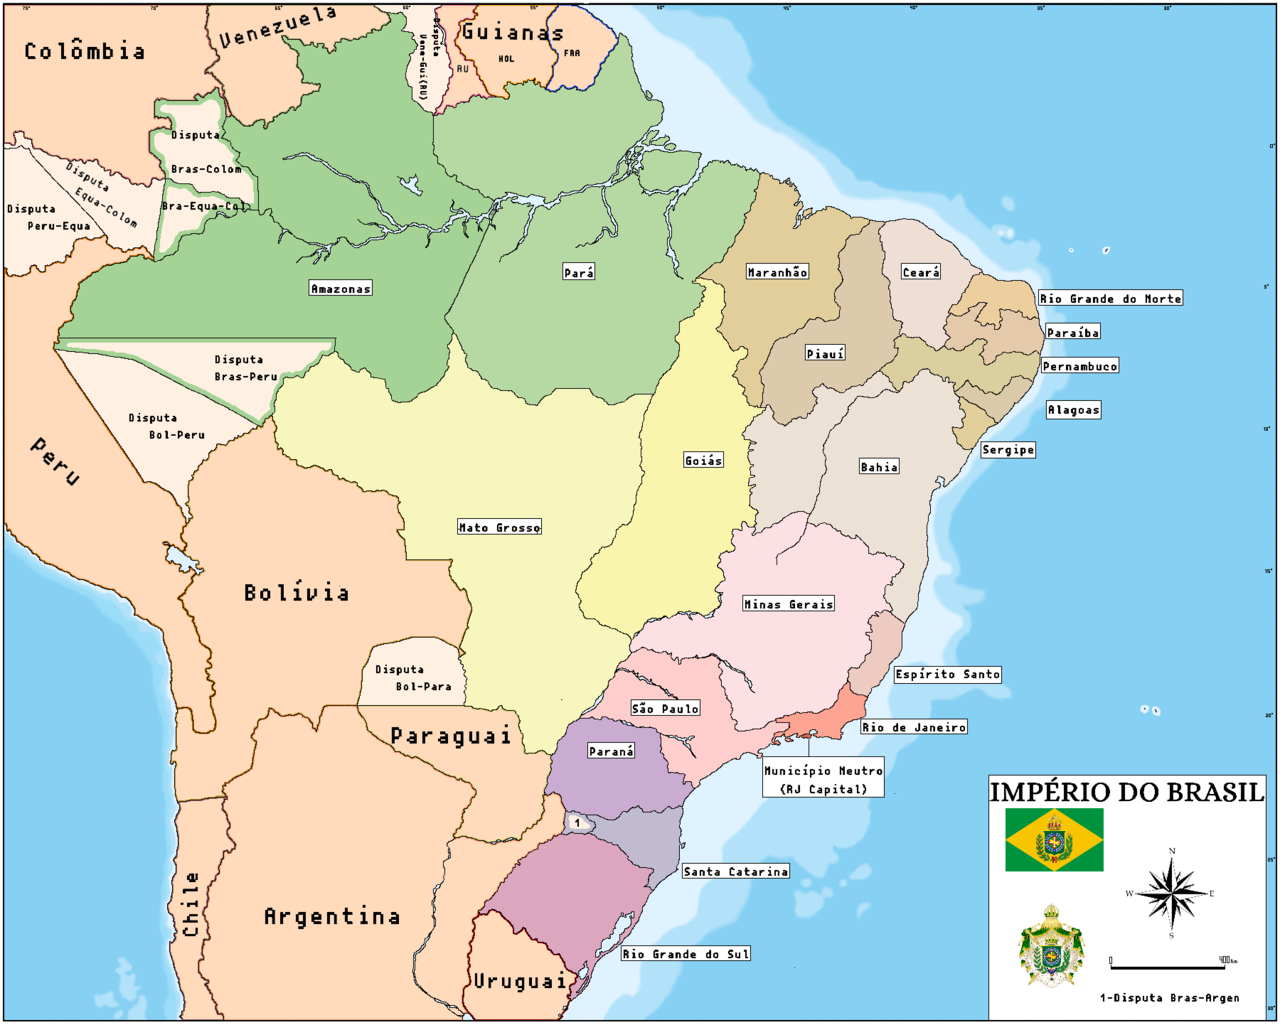 Colômbia
Venezuela
Disputa
Vene-Gui(RU)
Guianas
RU
HOL
FRA
Disputa
Bras-Colom
Disputa
Equa-Colom
Bra-Equa-Col
Disputa
Peru-Equa
Amazonas
Pará
Maranhão
Ceará
Rio Grande do Norte
Paraíba
Piauí
Pernambuco
Alagoas
Sergipe
Disputa
Bras-Peru
Disputa
Bol-Peru
Peru
Goiás
Bahia
Mato Grosso
Bolívia
Minas Gerais
Disputa
Bol-Para
Espírito Santo
São Paulo
Rio de Janeiro
Paraguai
Paraná
Município Neutro
(RJ Capital)
1
Santa Catarina
Chile
Argentina
Rio Grande do Sul
Uruguai
IMPÉRIO DO BRASIL
N
W
E
S
0
400km
1-Disputa Bras-Argen